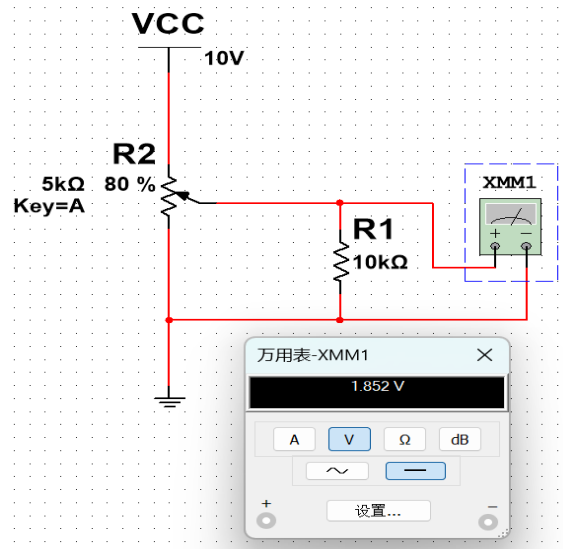 VCC
10V
R2
5kΩ 80 %
Key=A
XMM1
+ −
R1
10kΩ
万用表-XMM1
1.852 V
A V Ω dB
+ 设置... −